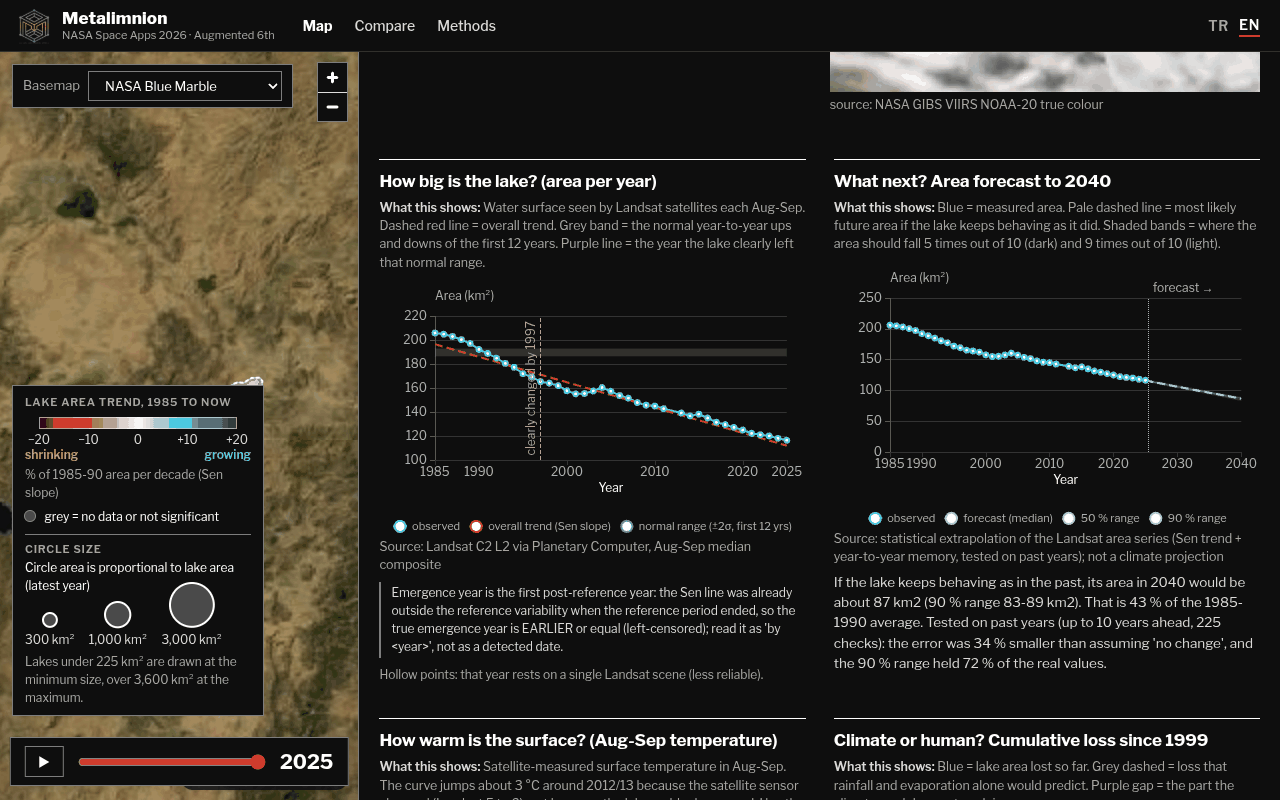 Metalimnion
NASA Space Apps 2026 · Augmented 6th
Map
Compare
Methods
TR
EN
Basemap
NASA Blue Marble
+
−
LAKE AREA TREND, 1985 TO NOW
−20
−10
0
+10
+20
shrinking
growing
% of 1985-90 area per decade (Sen
slope)
grey = no data or not significant
CIRCLE SIZE
Circle area is proportional to lake area
(latest year)
300 km²
1,000 km²
3,000 km²
Lakes under 225 km² are drawn at the
minimum size, over 3,600 km² at the
maximum.
2025
source: NASA GIBS VIIRS NOAA-20 true colour
How big is the lake? (area per year)
What this shows: Water surface seen by Landsat satellites each Aug-Sep.
Dashed red line = overall trend. Grey band = the normal year-to-year ups
and downs of the first 12 years. Purple line = the year the lake clearly left
that normal range.
Area (km²)
220
200
180
160
140
120
100
clearly changed by 1997
1985
1990
2000
2010
2020
2025
Year
observed
overall trend (Sen slope)
normal range (±2σ, first 12 yrs)
Source: Landsat C2 L2 via Planetary Computer, Aug-Sep median
composite
Emergence year is the first post-reference year: the Sen line was already
outside the reference variability when the reference period ended, so the
true emergence year is EARLIER or equal (left-censored); read it as 'by
<year>', not as a detected date.
Hollow points: that year rests on a single Landsat scene (less reliable).
What next? Area forecast to 2040
What this shows: Blue = measured area. Pale dashed line = most likely
future area if the lake keeps behaving as it did. Shaded bands = where the
area should fall 5 times out of 10 (dark) and 9 times out of 10 (light).
Area (km²)
forecast →
250
200
150
100
50
0
1985
1990
2000
2010
2020
2030
2040
Year
observed
forecast (median)
50 % range
90 % range
Source: statistical extrapolation of the Landsat area series (Sen trend +
year-to-year memory, tested on past years); not a climate projection
If the lake keeps behaving as in the past, its area in 2040 would be
about 87 km2 (90 % range 83-89 km2). That is 43 % of the 1985-
1990 average. Tested on past years (up to 10 years ahead, 225
checks): the error was 34 % smaller than assuming 'no change', and
the 90 % range held 72 % of the real values.
How warm is the surface? (Aug-Sep temperature)
What this shows: Satellite-measured surface temperature in Aug-Sep.
The curve jumps about 3 °C around 2012/13 because the satellite sensor
Climate or human? Cumulative loss since 1999
What this shows: Blue = lake area lost so far. Grey dashed = loss that
rainfall and evaporation alone would predict. Purple gap = the part the